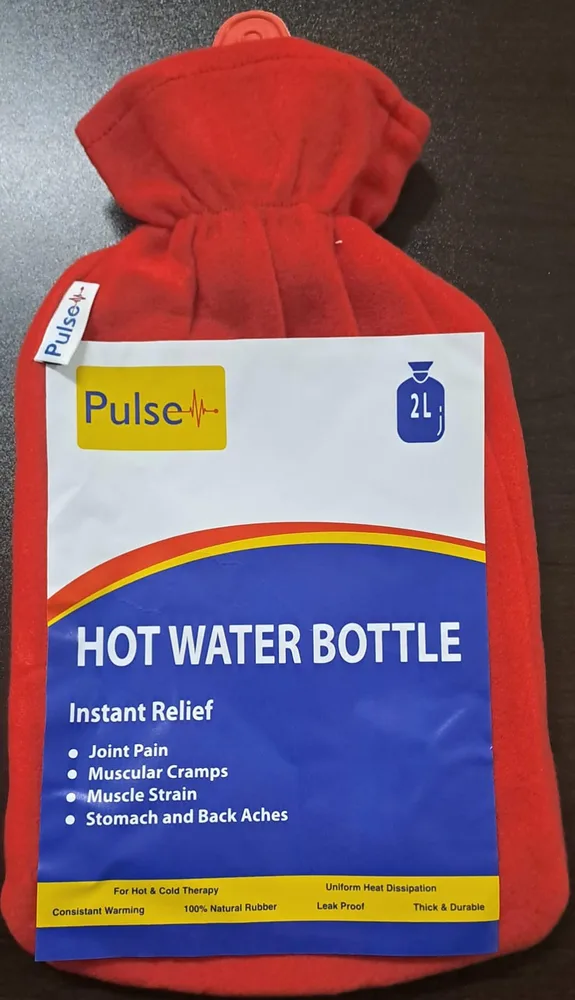 Pulse
Pulse
2L
HOT WATER BOTTLE
Instant Relief
Joint Pain
Muscular Cramps
Muscle Strain
Stomach and Back Aches
For Hot & Cold Therapy Uniform Heat Dissipation
Consistant Warming 100% Natural Rubber Leak Proof Thick & Durable